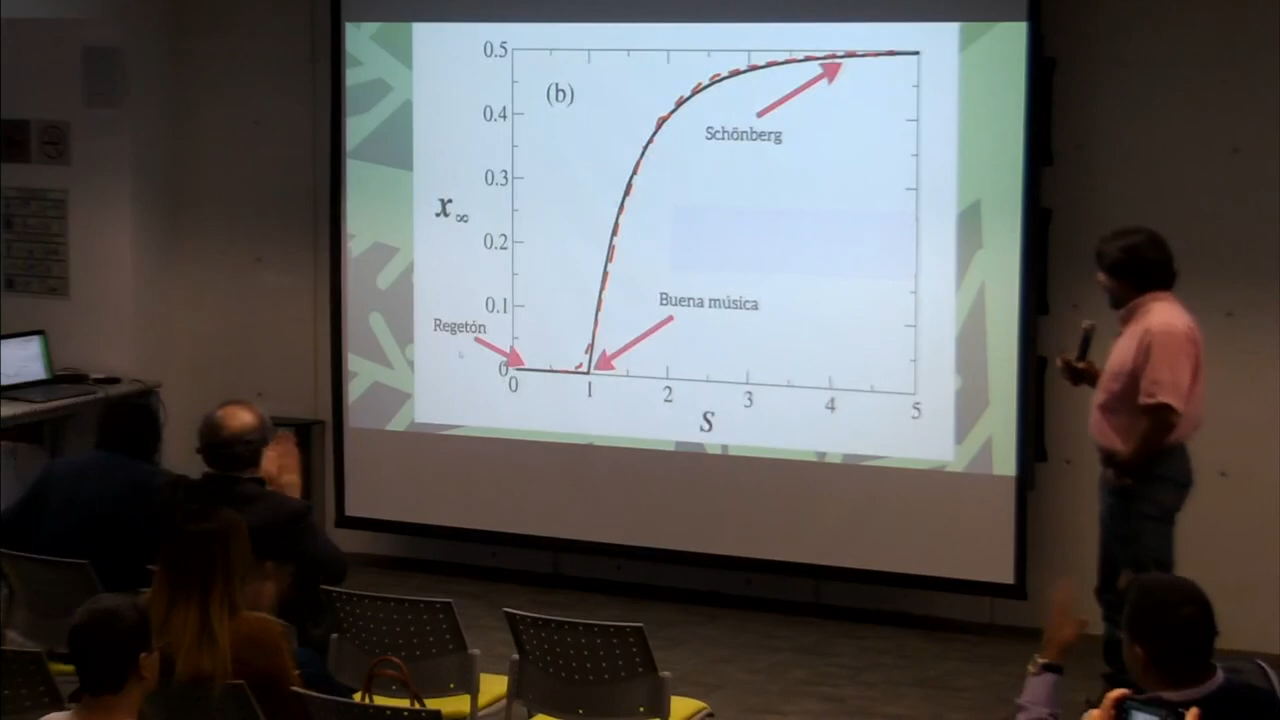 0.5
(b)
0.4
Schönberg
0.3
x∞
0.2
0.1
Buena música
Regetón
0
0 1 2 3 4 5
S